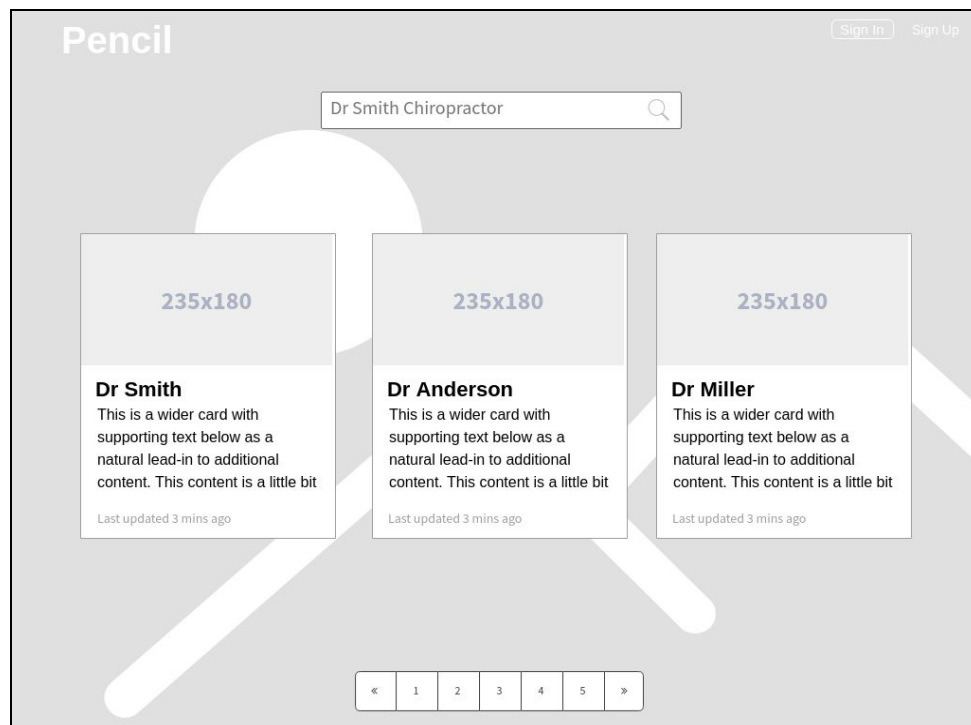 Pencil
Sign In
Sign Up
Dr Smith Chiropractor
235x180
Dr Smith
This is a wider card with
supporting text below as a
natural lead-in to additional
content. This content is a little bit
Last updated 3 mins ago
235x180
Dr Anderson
This is a wider card with
supporting text below as a
natural lead-in to additional
content. This content is a little bit
Last updated 3 mins ago
235x180
Dr Miller
This is a wider card with
supporting text below as a
natural lead-in to additional
content. This content is a little bit
Last updated 3 mins ago
« 1 2 3 4 5 »